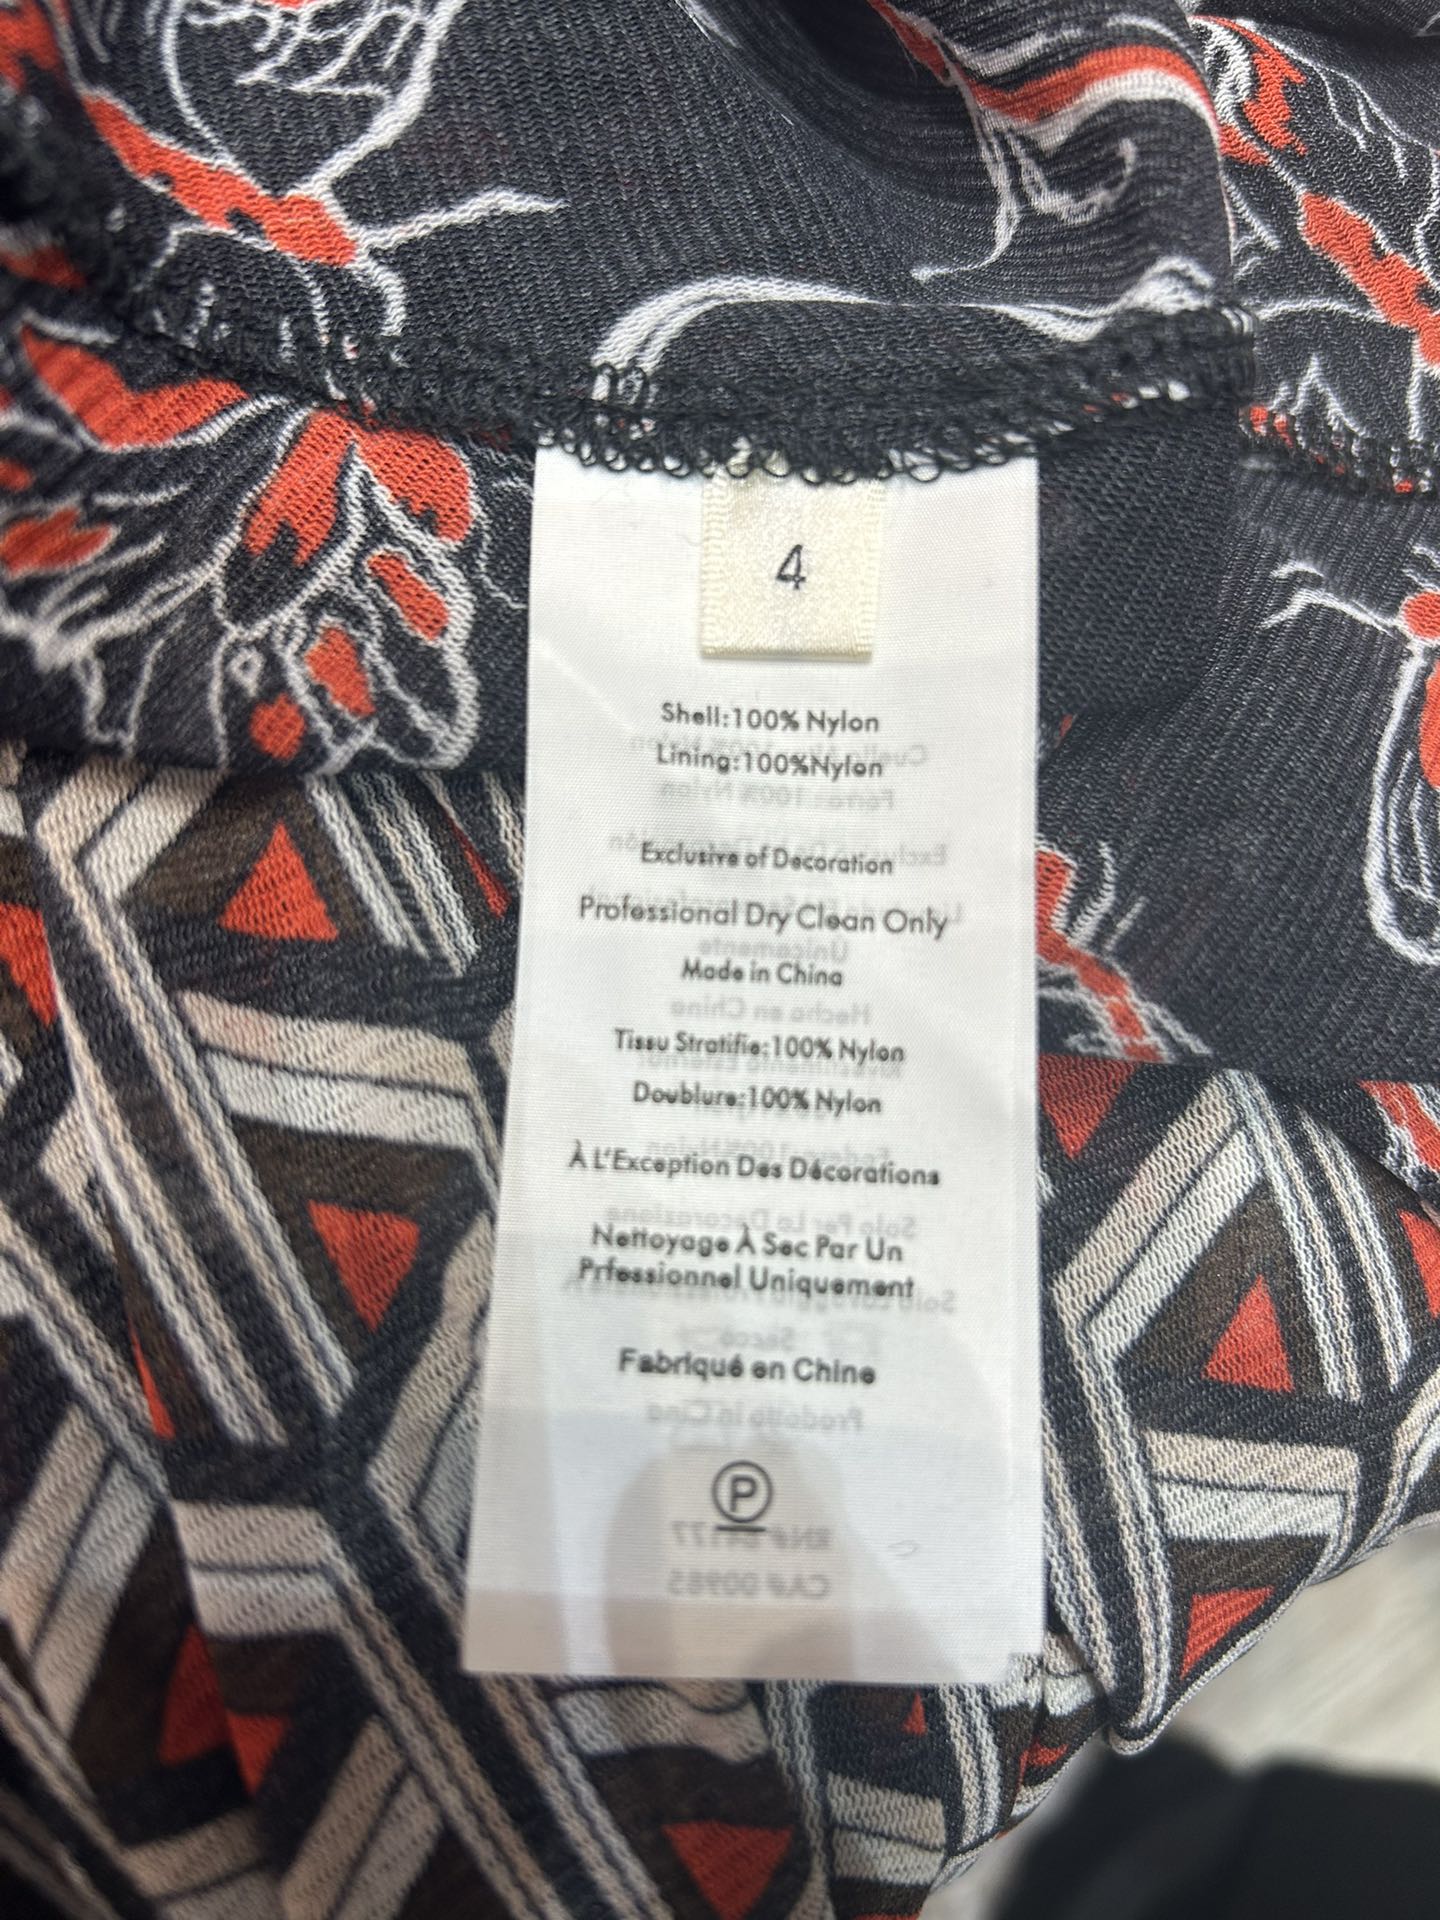 4
Shell:100% Nylon
Lining:100%Nylon
Exclusive of Decoration
Professional Dry Clean Only
Made in China
Tissu Stratifie:100% Nylon
Doublure:100% Nylon
À L'Exception Des Décorations
Nettoyage À Sec Par Un
Prfessionnel Uniquement
Fabriqué en Chine
P